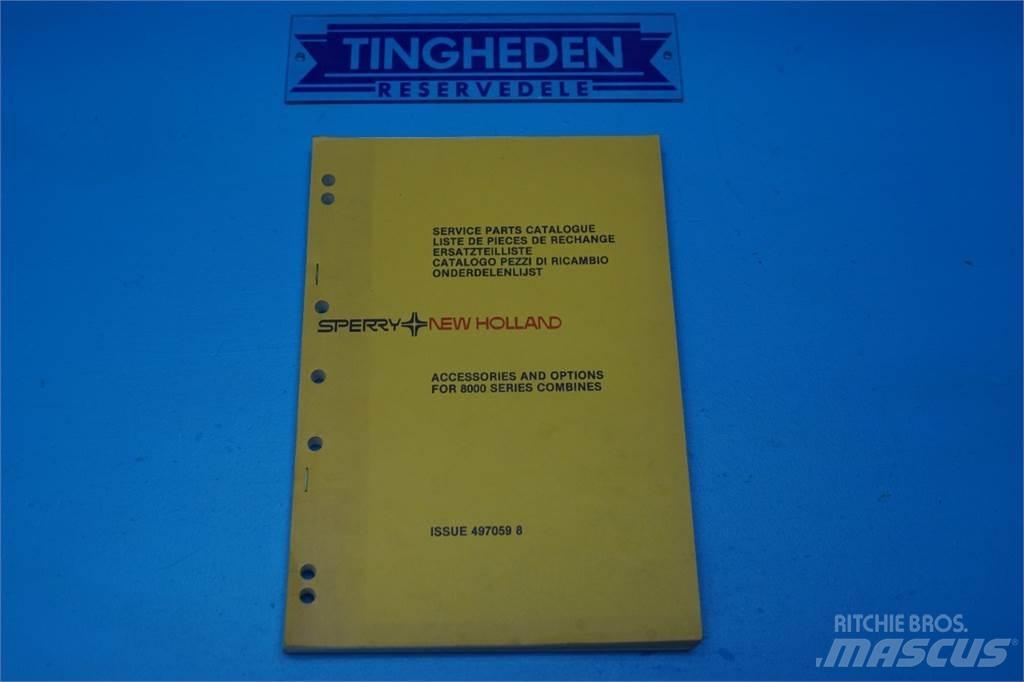 TINGHEDEN
RESERVEDELE
SERVICE PARTS CATALOGUE
LISTE DE PIECES DE RECHANGE
ERSATZTEILLISTE
CATALOGO PEZZI DI RICAMBIO
ONDERDELENLIJST
SPERRY NEW HOLLAND
ACCESSORIES AND OPTIONS
FOR 8000 SERIES COMBINES
ISSUE 497059 8
RITCHIE BROS.
MASCUS